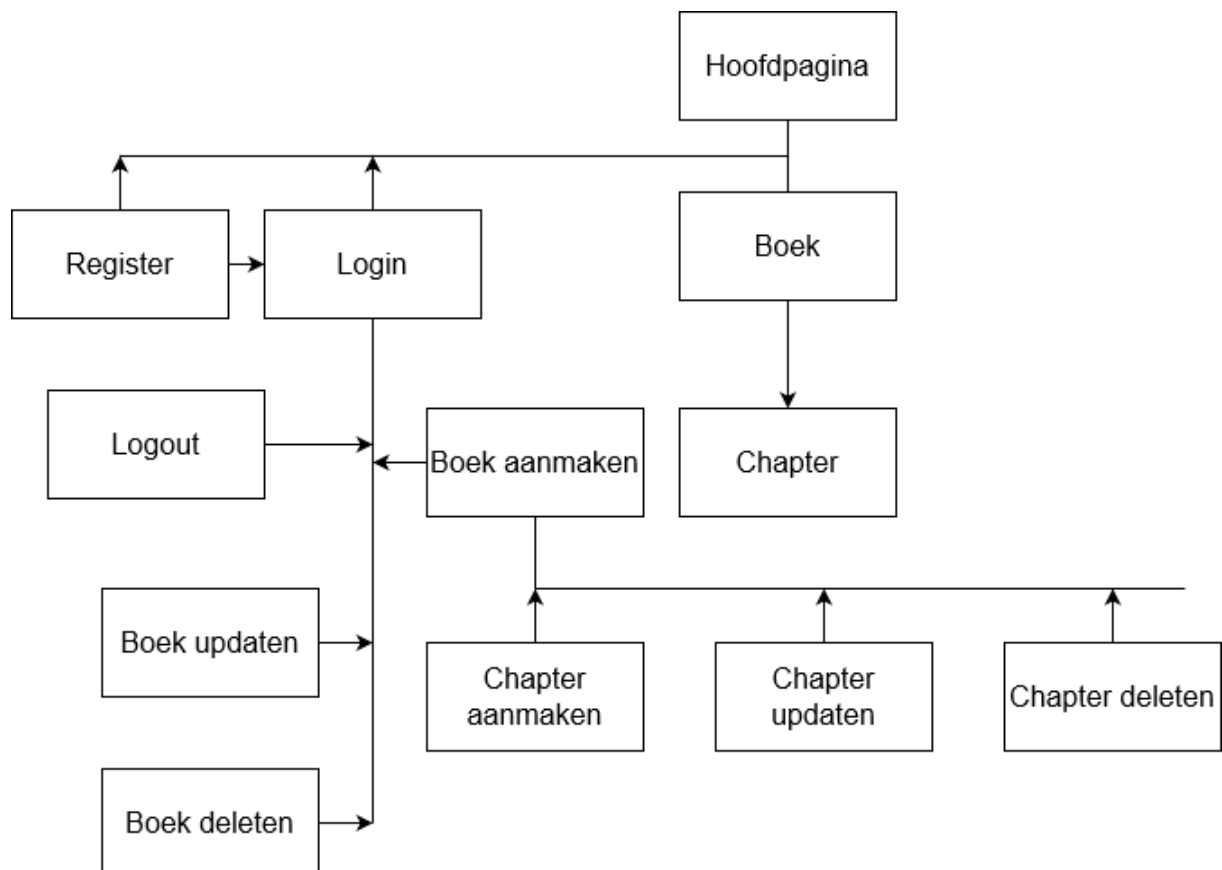 Hoofdpagina
Boek
Register
Login
Logout
Boek aanmaken
Chapter
Boek updaten
Chapter
aanmaken
Chapter
updaten
Chapter deleten
Boek deleten